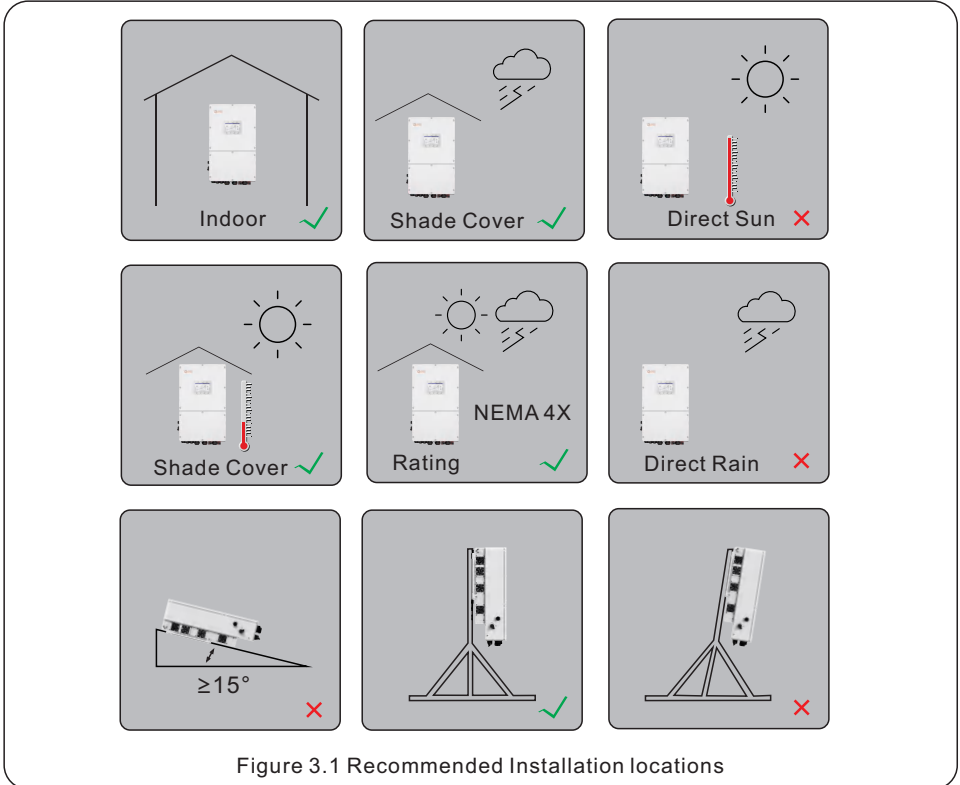 Indoor
Shade Cover
Direct Sun
Shade Cover
NEMA 4X
Rating
Direct Rain
≥15°
Figure 3.1 Recommended Installation locations